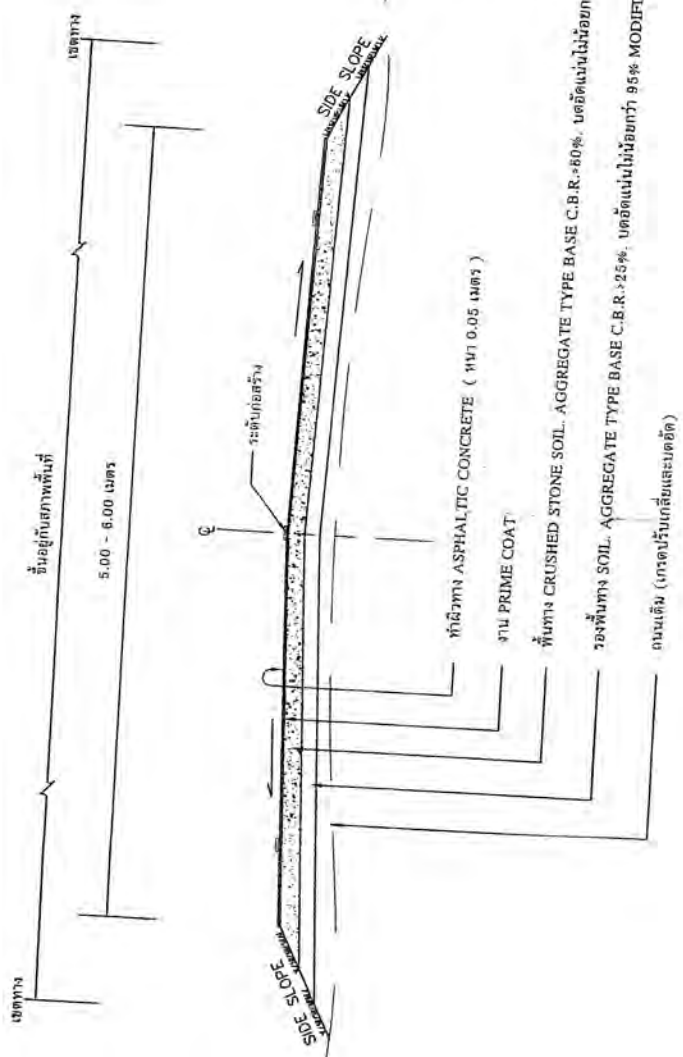 เขตทาง
เขตทาง
ขึ้นอยู่กับสภาพพื้นที่
5.00 - 6.00 เมตร
ระดับก่อสร้าง
SIDE SLOPE
SIDE SLOPE
ทำผิวทาง ASPHALTIC CONCRETE ( หนา 0.05 เมตร )
งาน PRIME COAT
พื้นทาง CRUSHED STONE SOIL. AGGREGATE TYPE BASE C.B.R.>80%. บดอัดแน่นไม่น้อยก
รองพื้นทาง SOIL. AGGREGATE TYPE BASE C.B.R.>25%. บดอัดแน่นไม่น้อยกว่า 95% MODIFI
ถนนเดิม (เกรดปรับเกลี่ยและบดอัด)